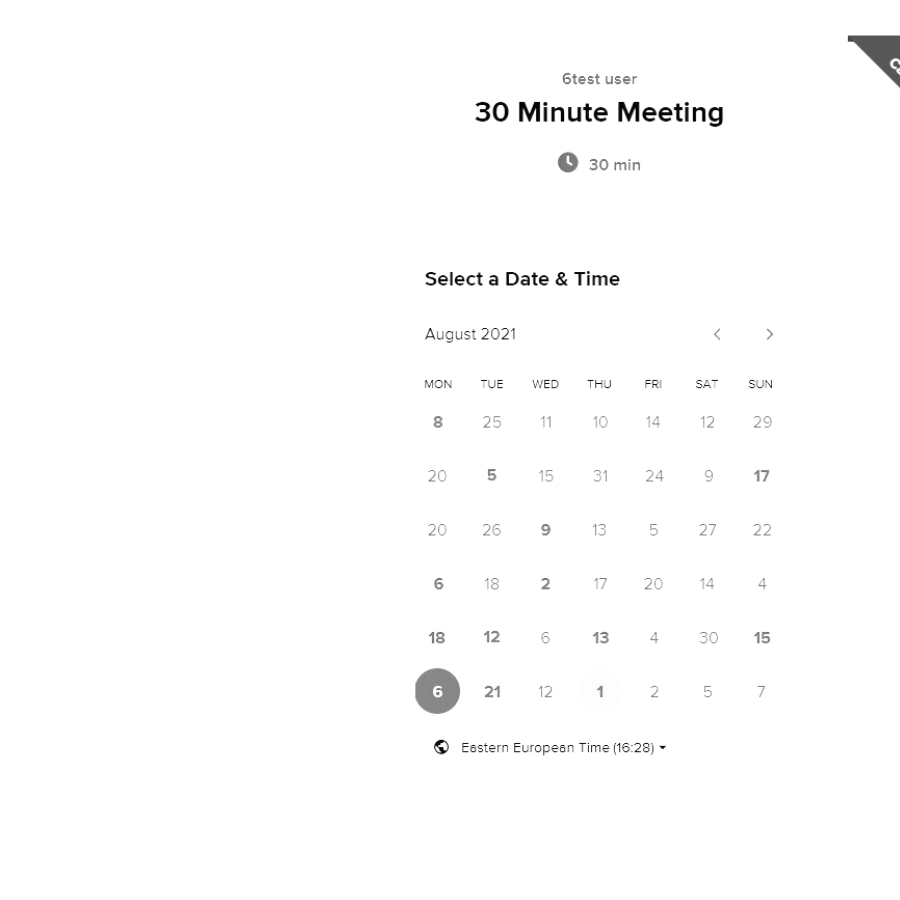 6test user
30 Minute Meeting
30 min
Select a Date & Time
August 2021
MON TUE WED THU FRI SAT SUN
8 25 11 10 14 12 29
20 5 15 31 24 9 17
20 26 9 13 5 27 22
6 18 2 17 20 14 4
18 12 6 13 4 30 15
6 21 12 1 2 5 7
Eastern European Time (16:28)